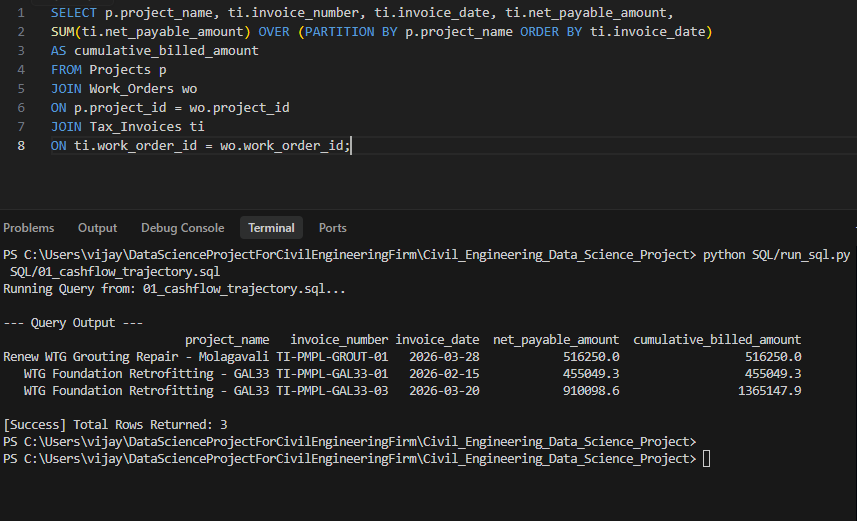 1 SELECT p.project_name, ti.invoice_number, ti.invoice_date, ti.net_payable_amount,
2 SUM(ti.net_payable_amount) OVER (PARTITION BY p.project_name ORDER BY ti.invoice_date)
3 AS cumulative_billed_amount
4 FROM Projects p
5 JOIN Work_Orders wo
6 ON p.project_id = wo.project_id
7 JOIN Tax_Invoices ti
8 ON ti.work_order_id = wo.work_order_id;
Problems Output Debug Console Terminal Ports
PS C:\Users\vijay\DataScienceProjectForCivilEngineeringFirm\Civil_Engineering_Data_Science_Project> python SQL/run_sql.py
SQL/01_cashflow_trajectory.sql
Running Query from: 01_cashflow_trajectory.sql...
--- Query Output ---
project_name invoice_number invoice_date net_payable_amount cumulative_billed_amount
Renew WTG Grouting Repair - Molagavali TI-PMPL-GROUT-01 2026-03-28 516250.0 516250.0
WTG Foundation Retrofitting - GAL33 TI-PMPL-GAL33-01 2026-02-15 455049.3 455049.3
WTG Foundation Retrofitting - GAL33 TI-PMPL-GAL33-03 2026-03-20 910098.6 1365147.9
[Success] Total Rows Returned: 3
PS C:\Users\vijay\DataScienceProjectForCivilEngineeringFirm\Civil_Engineering_Data_Science_Project>
PS C:\Users\vijay\DataScienceProjectForCivilEngineeringFirm\Civil_Engineering_Data_Science_Project>